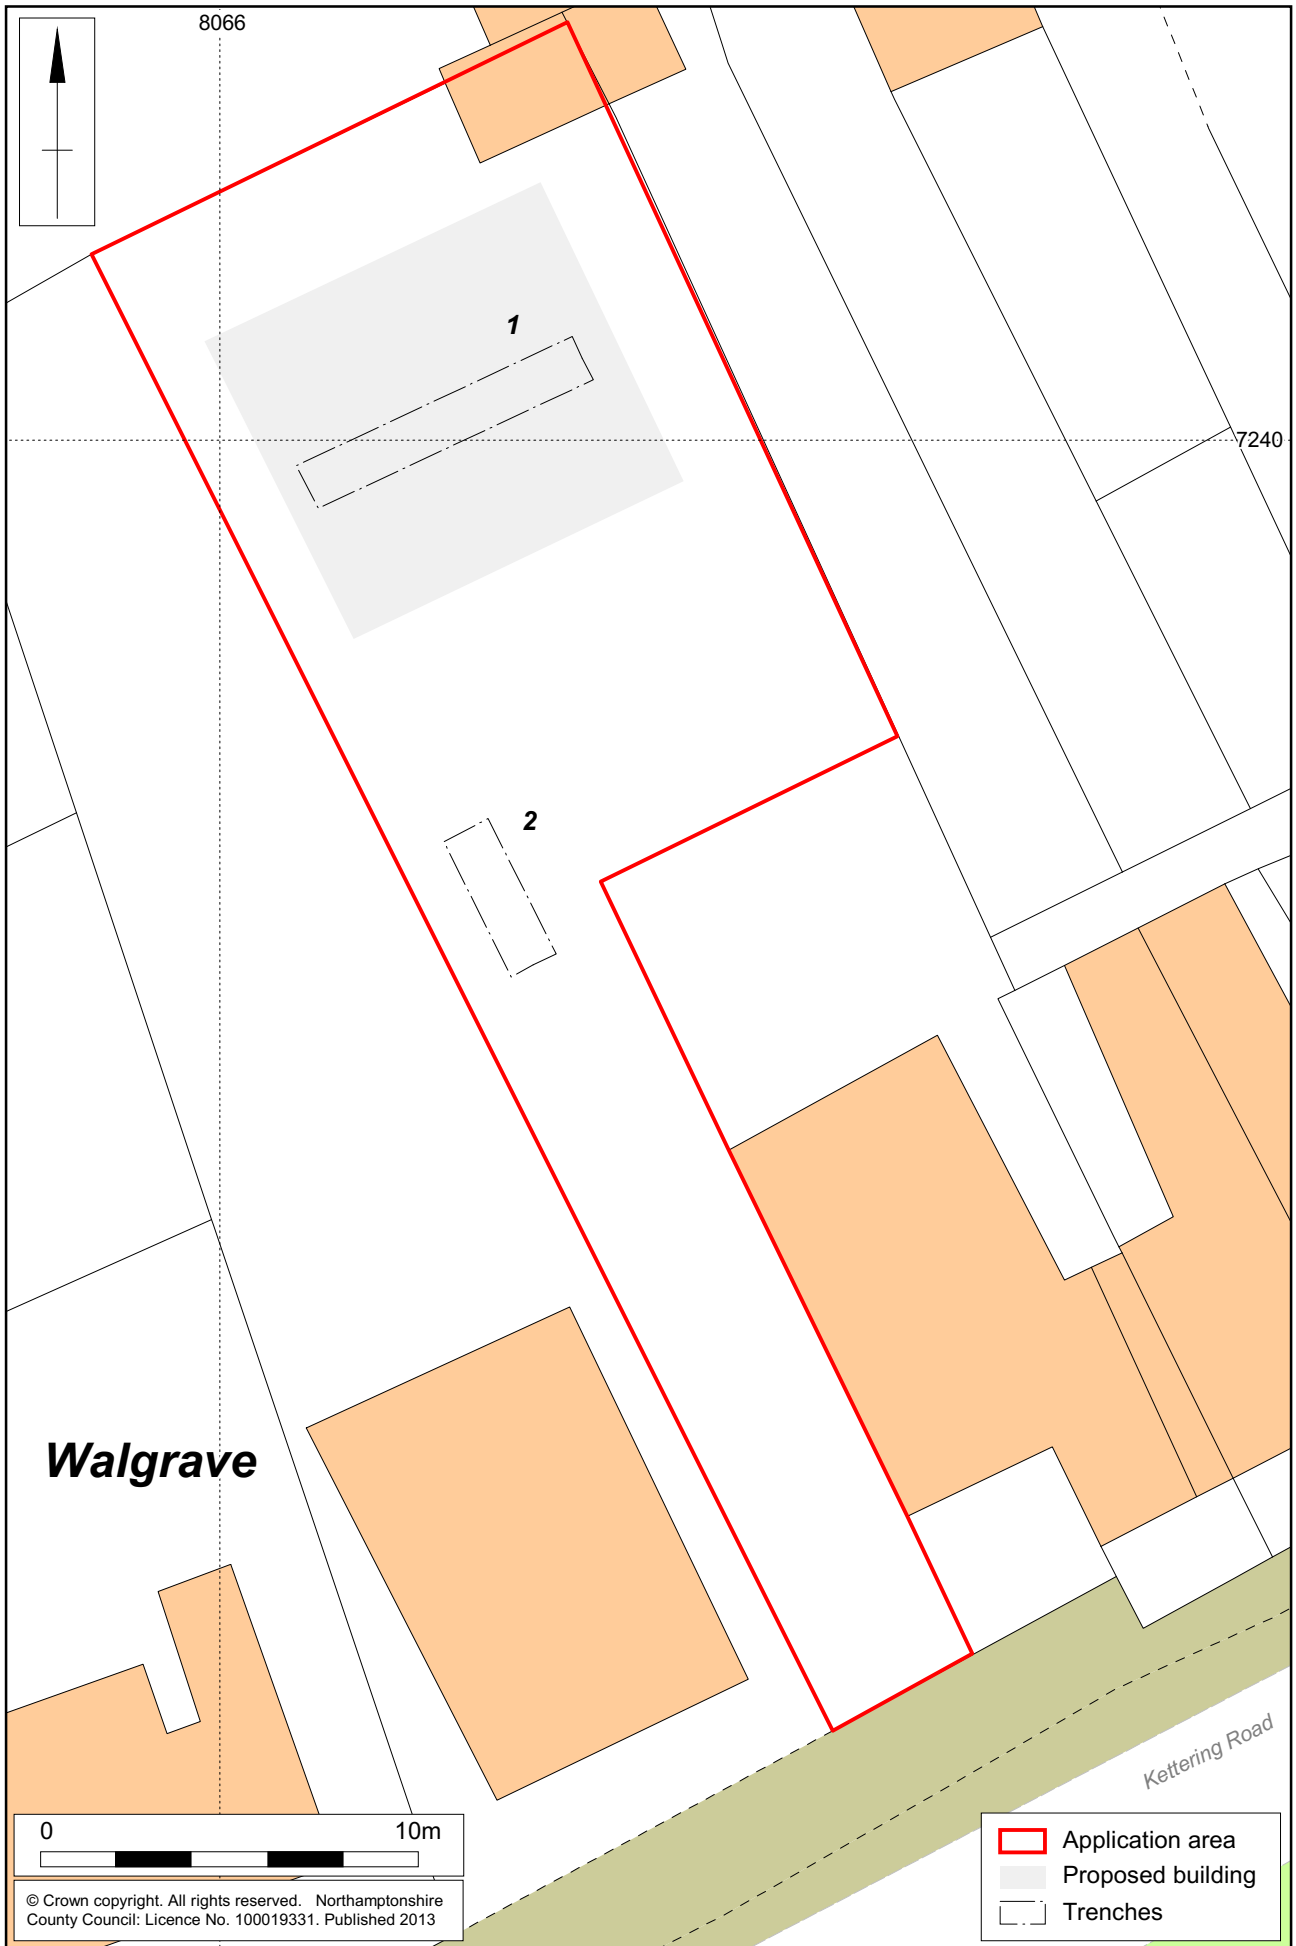 8066
1
7240
2
Walgrave
Kettering Road
0 10m
© Crown copyright. All rights reserved. Northamptonshire
County Council: Licence No. 100019331. Published 2013
Application area
Proposed building
Trenches